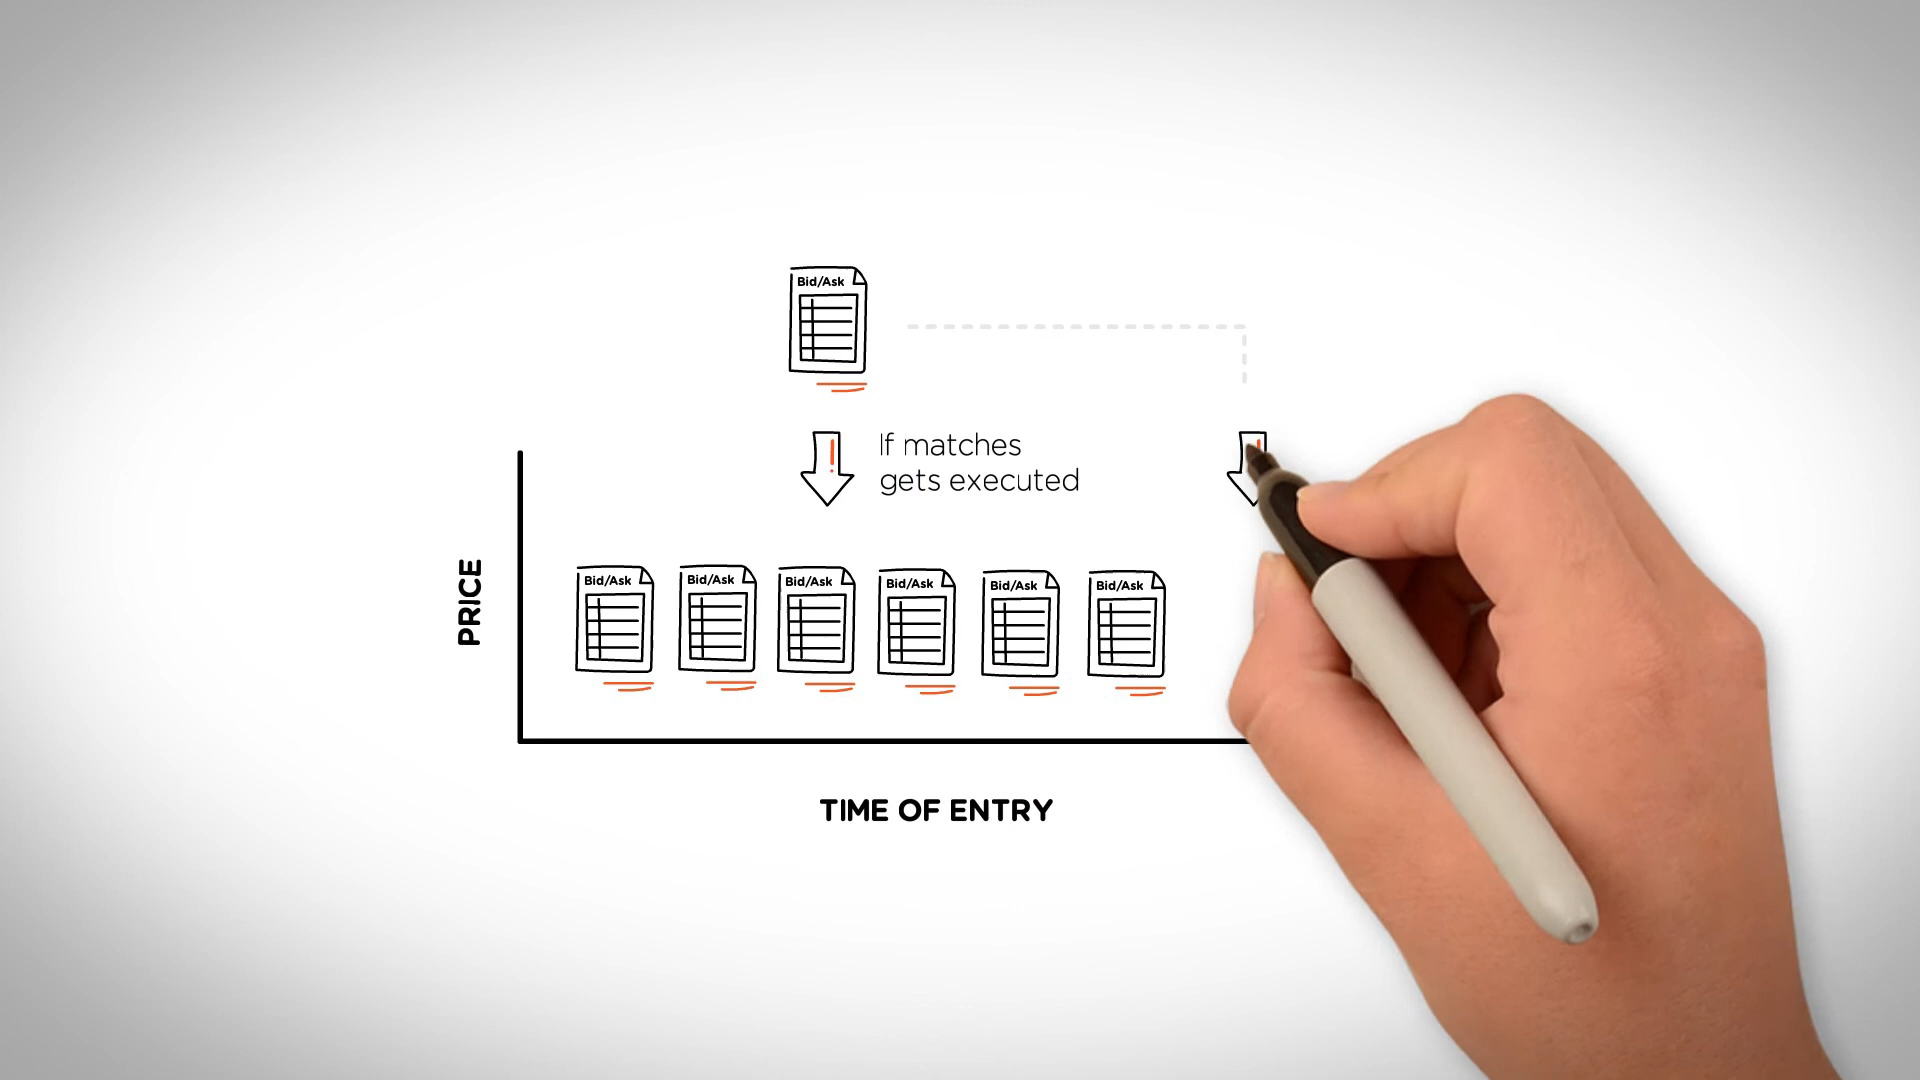 Bid/Ask
If matches
gets executed
PRICE
Bid/Ask Bid/Ask Bid/Ask Bid/Ask Bid/Ask Bid/Ask
TIME OF ENTRY